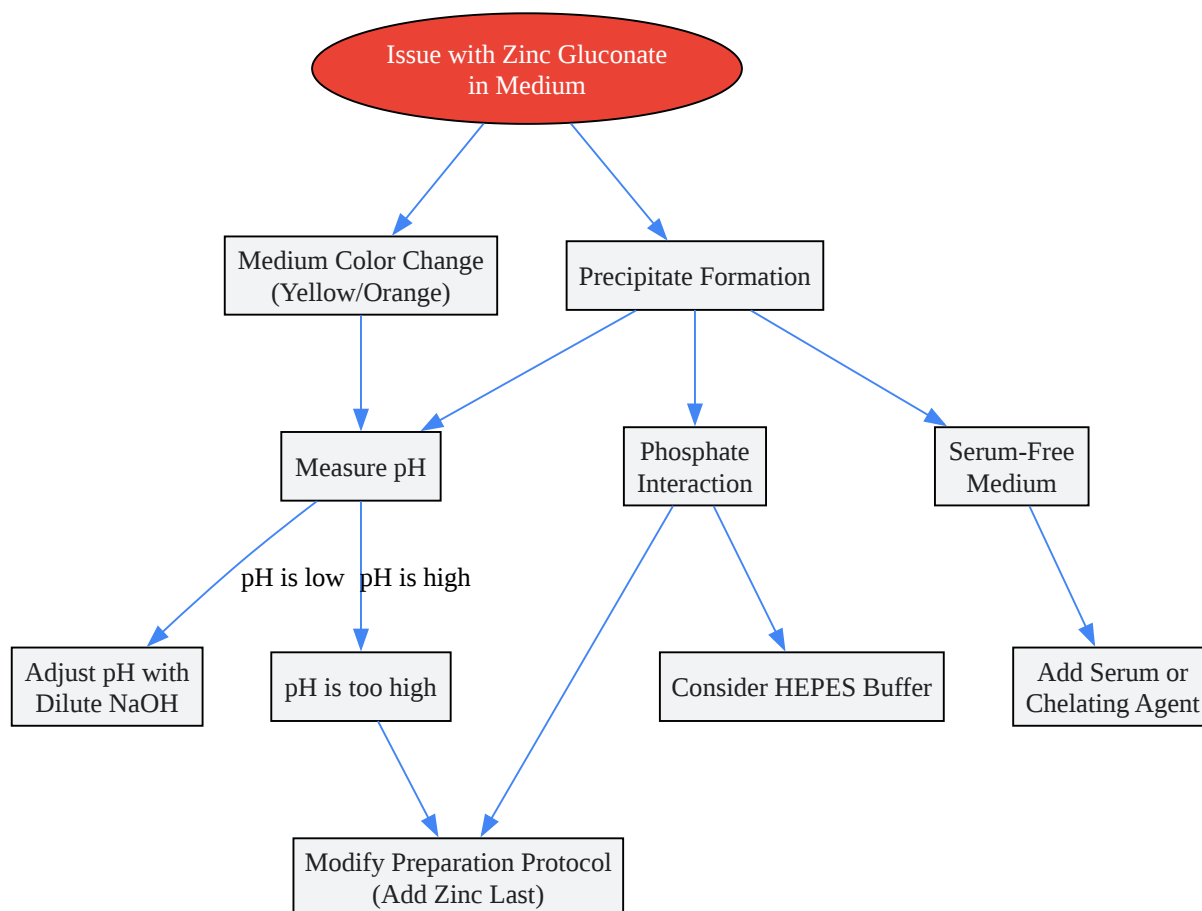 Issue with Zinc Gluconate
in Medium
Medium Color Change
(Yellow/Orange)
Precipitate Formation
Measure pH
Phosphate
Interaction
Serum-Free
Medium
pH is low
pH is high
Adjust pH with
Dilute NaOH
pH is too high
Consider HEPES Buffer
Add Serum or
Chelating Agent
Modify Preparation Protocol
(Add Zinc Last)